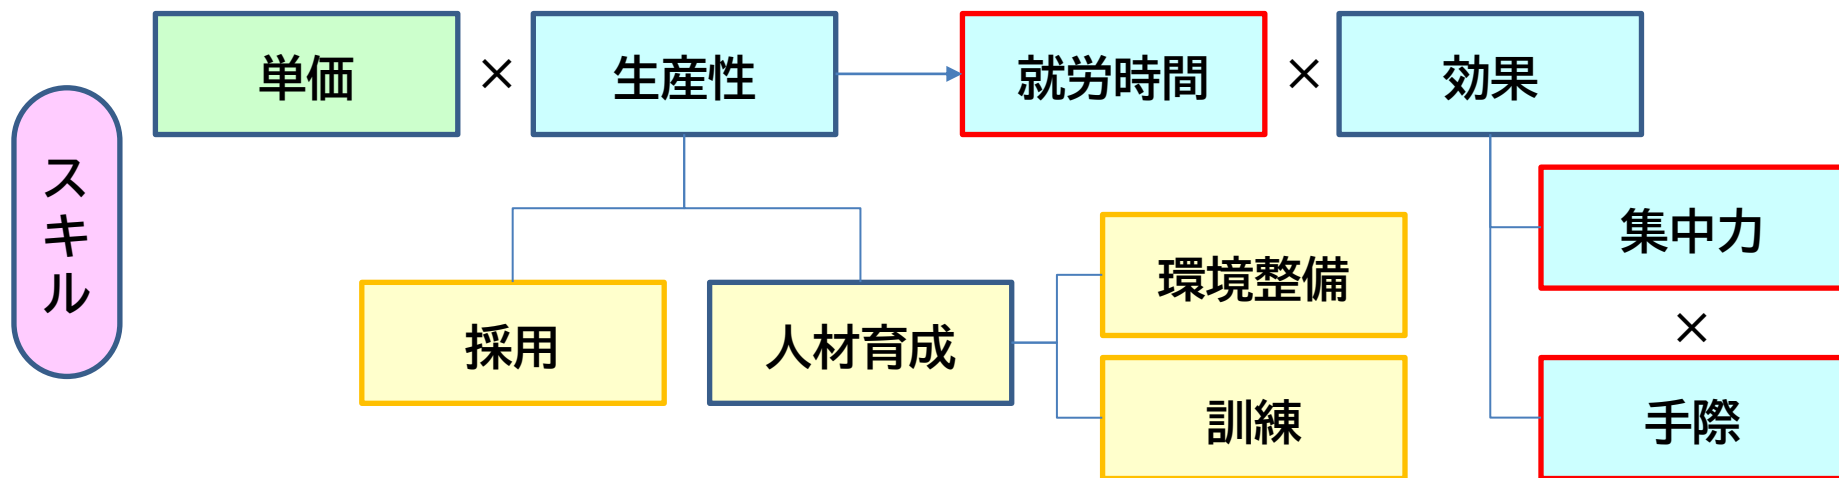 スキル
単価 × 生産性 就労時間 × 効果
集中力
×
手際
採用
人材育成
環境整備
訓練